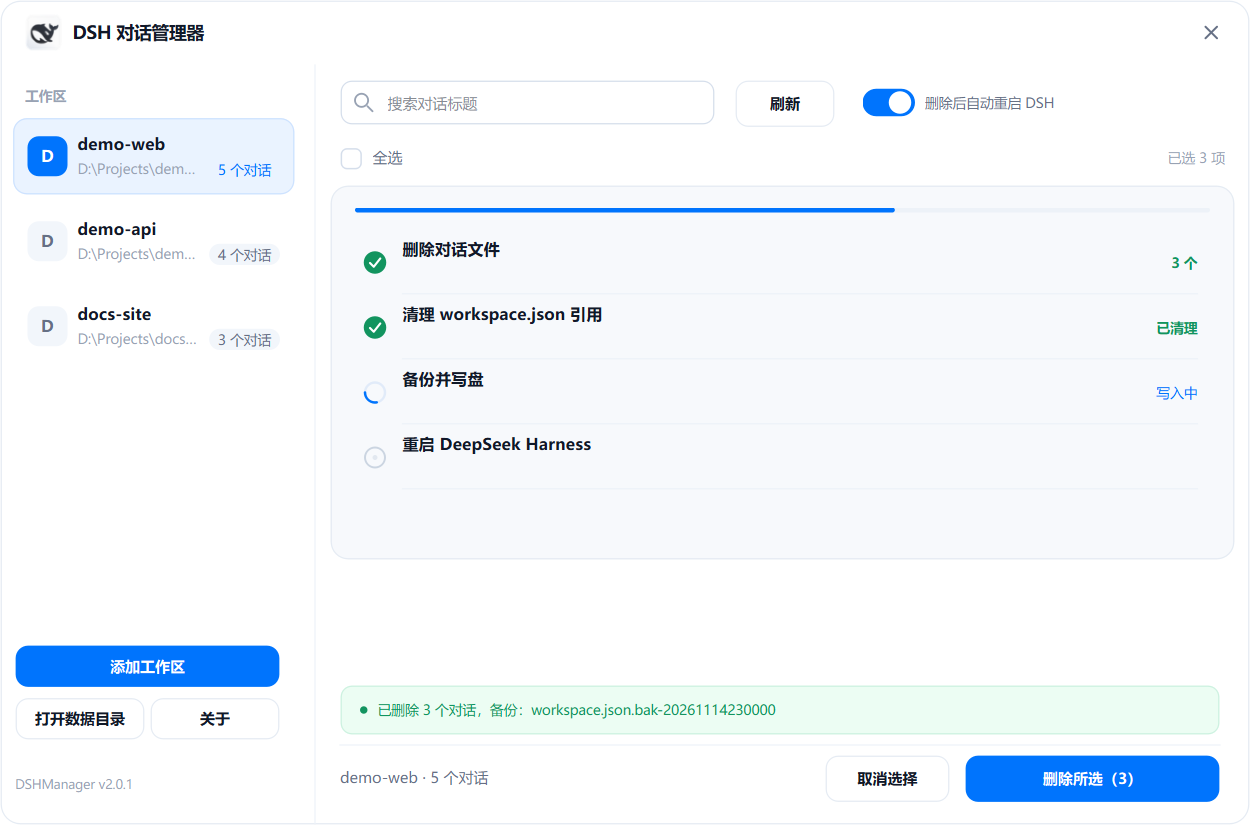 DSH 对话管理器
工作区
D
demo-web
D:\Projects\dem...
5 个对话
D
demo-api
D:\Projects\dem...
4 个对话
D
docs-site
D:\Projects\docs...
3 个对话
添加工作区
打开数据目录
关于
DSHManager v2.0.1
搜索对话标题
刷新
删除后自动重启 DSH
全选
已选 3 项
删除对话文件
3 个
清理 workspace.json 引用
已清理
备份并写盘
写入中
重启 DeepSeek Harness
已删除 3 个对话，备份：workspace.json.bak-20261114230000
demo-web · 5 个对话
取消选择
删除所选（3）